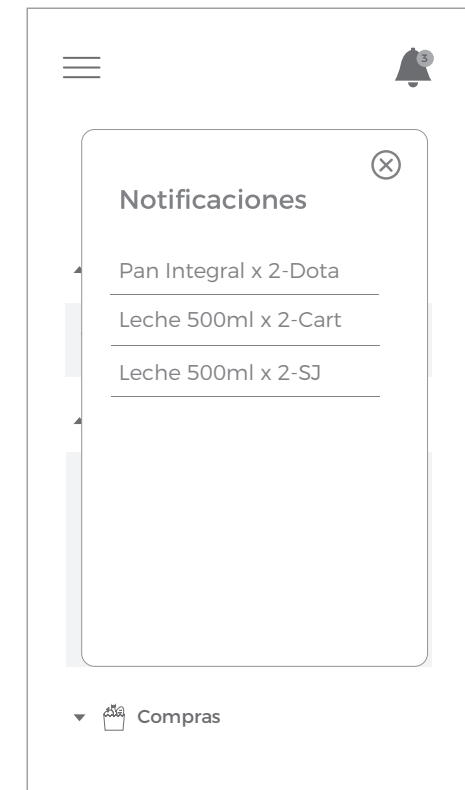 3
Notificaciones
Pan Integral x 2-Dota
Leche 500ml x 2-Cart
Leche 500ml x 2-SJ
Compras